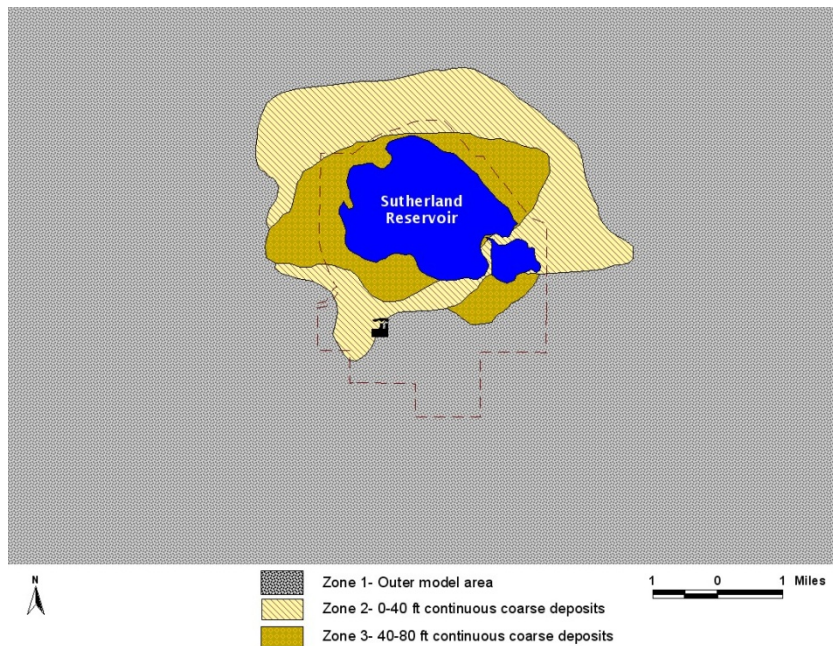 Sutherland
Reservoir
N
Zone 1- Outer model area
Zone 2- 0-40 ft continuous coarse deposits
Zone 3- 40-80 ft continuous coarse deposits
1 0 1 Miles